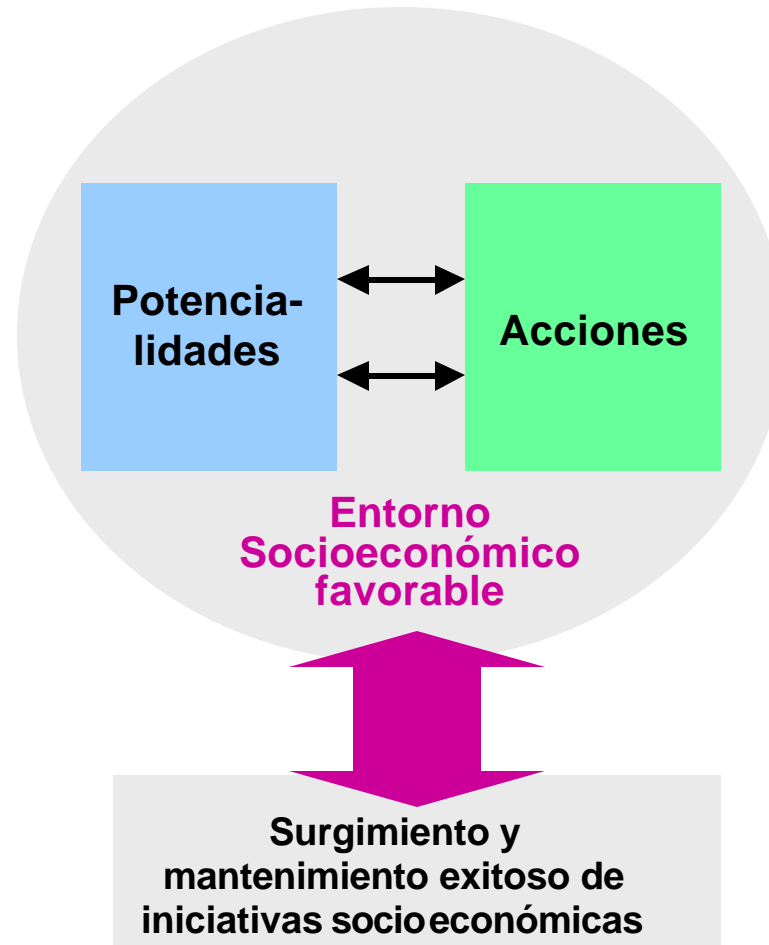 Potencia-
lidades
Acciones
Entorno
Socioeconómico
favorable
Surgimiento y
mantenimiento exitoso de
iniciativas socioeconómicas